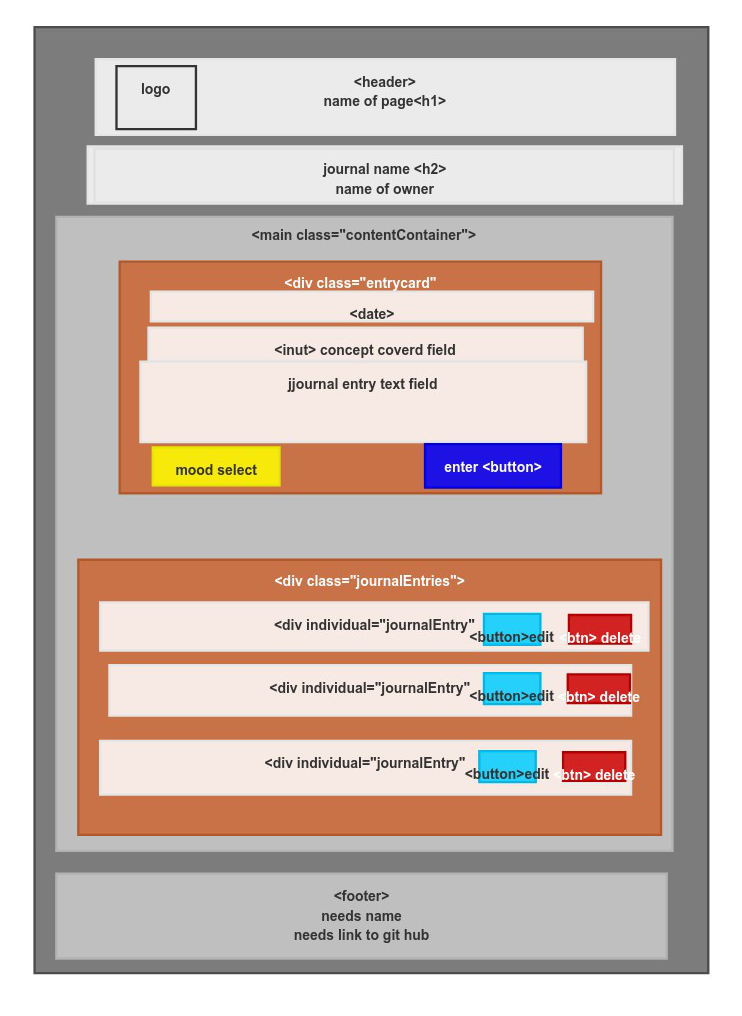 logo
<header>
name of page<h1>
journal name <h2>
name of owner
<main class="contentContainer">
<div class="entrycard"
<date>
<inut> concept coverd field
jjournal entry text field
mood select
enter <button>
<div class="journalEntries">
<div individual="journalEntry"
<button>edit
<btn> delete
<div individual="journalEntry"
<button>edit
<btn> delete
<div individual="journalEntry"
<button>edit
<btn> delete
<footer>
needs name
needs link to git hub